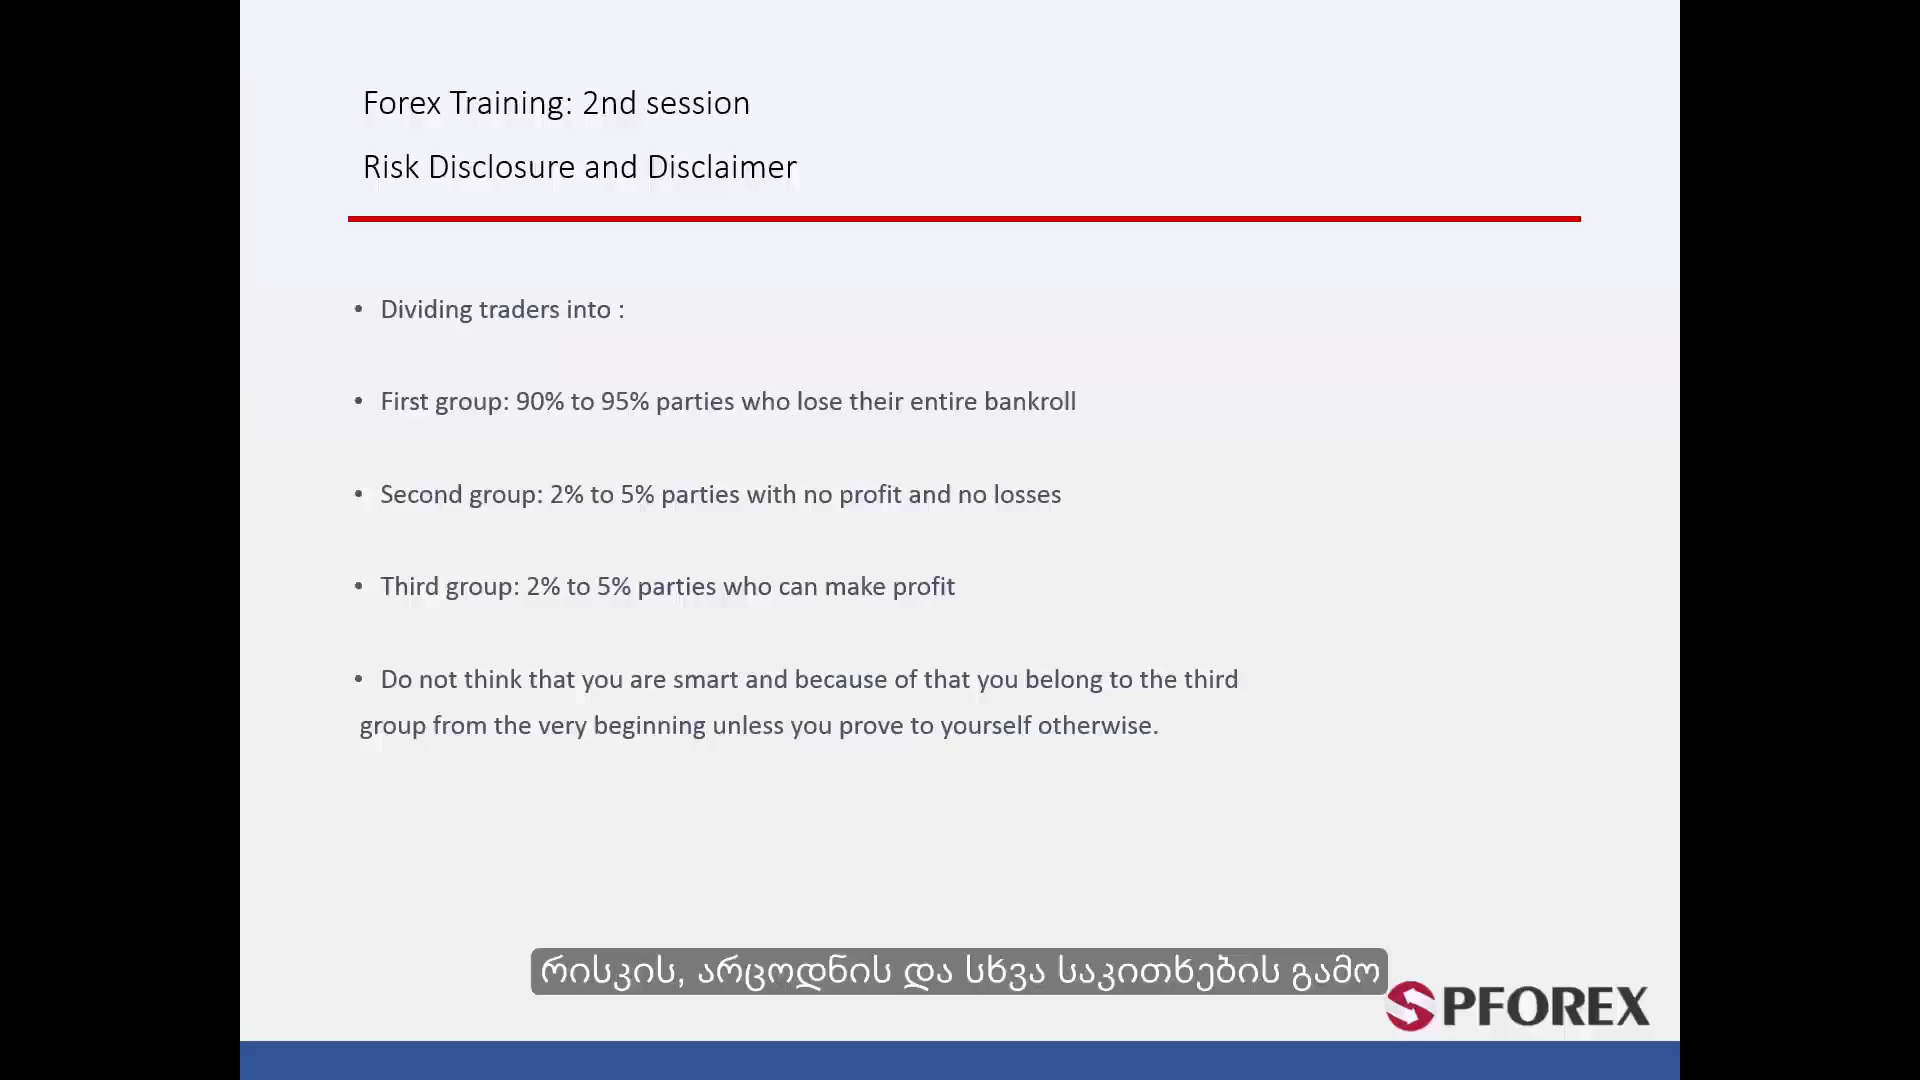 Forex Training: 2nd session
Risk Disclosure and Disclaimer
• Dividing traders into :
• First group: 90% to 95% parties who lose their entire bankroll
• Second group: 2% to 5% parties with no profit and no losses
• Third group: 2% to 5% parties who can make profit
• Do not think that you are smart and because of that you belong to the third
group from the very beginning unless you prove to yourself otherwise.
რისკის, არცოდნის და სხვა საკითხების გამო
SPFOREX